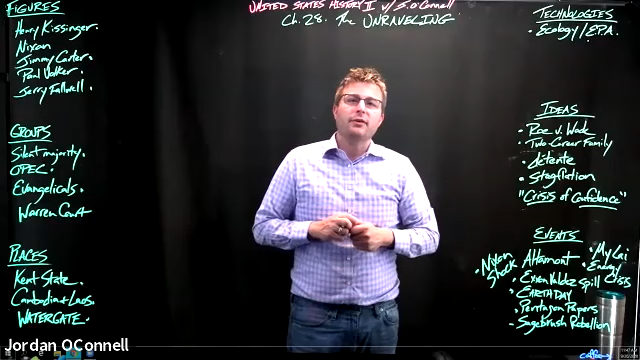 FIGURES
Henry Kissinger.
Nixon
Jimmy Carter.
Paul Volker.
Jerry Fallwell.
GROUPS
Silent majority.
OPEC.
Evangelicals.
Warren Court
PLACES
Kent State.
Cambodia + Laos.
WATERGATE.
UNITED STATES HISTORY II w/ J. O'Connell
Ch. 28. The UNRAVELING
TECHNOLOGIES
• Ecology / EPA.
IDEAS
• Roe v. Wade
• Two Career Family
• détente
• Stagflation
"Crisis of Confidence"
EVENTS
• Nixon Shock
Altamont
• My Lai
• Energy Crisis
• Exxon Valdez Spill
• EARTH DAY
• Pentagon Papers
• Sagebrush Rebellion
coffee
Jordan OConnell